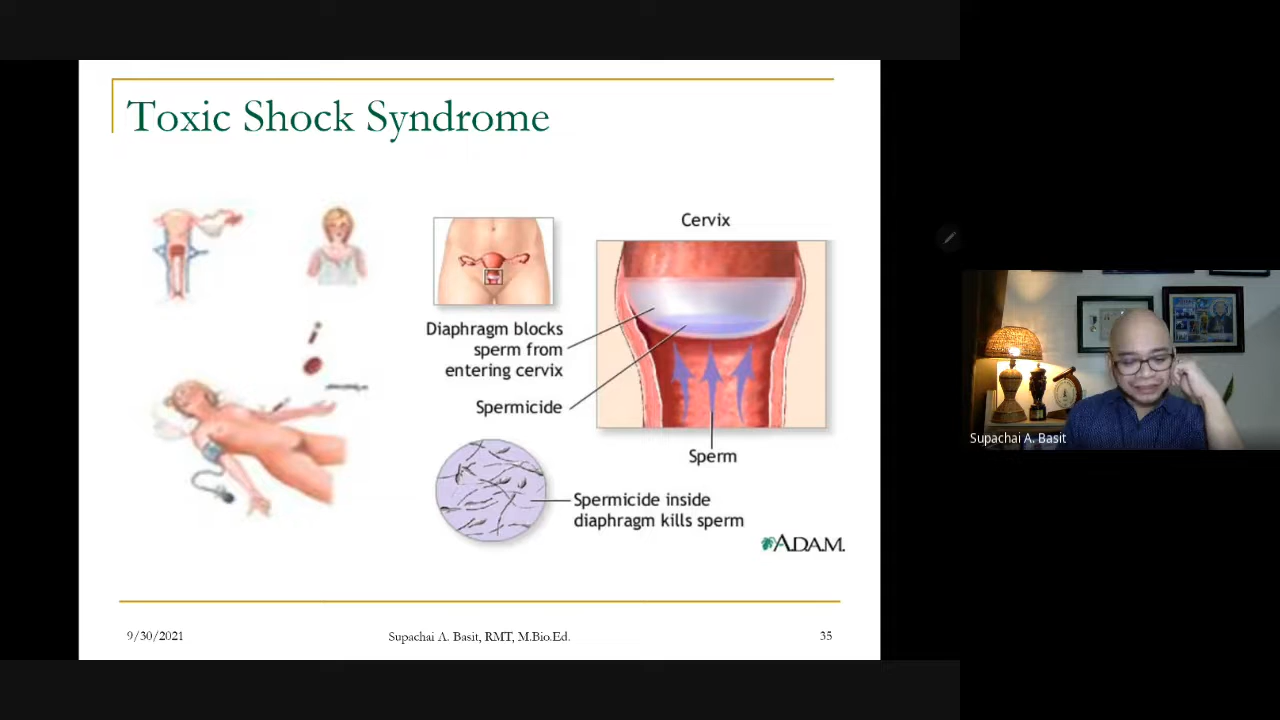 Toxic Shock Syndrome
Cervix
Diaphragm blocks
sperm from
entering cervix
Spermicide
Sperm
Spermicide inside
diaphragm kills sperm
A.D.A.M.
9/30/2021
Supachai A. Basit, RMT, M.Bio.Ed.
35
Supachai A. Basit